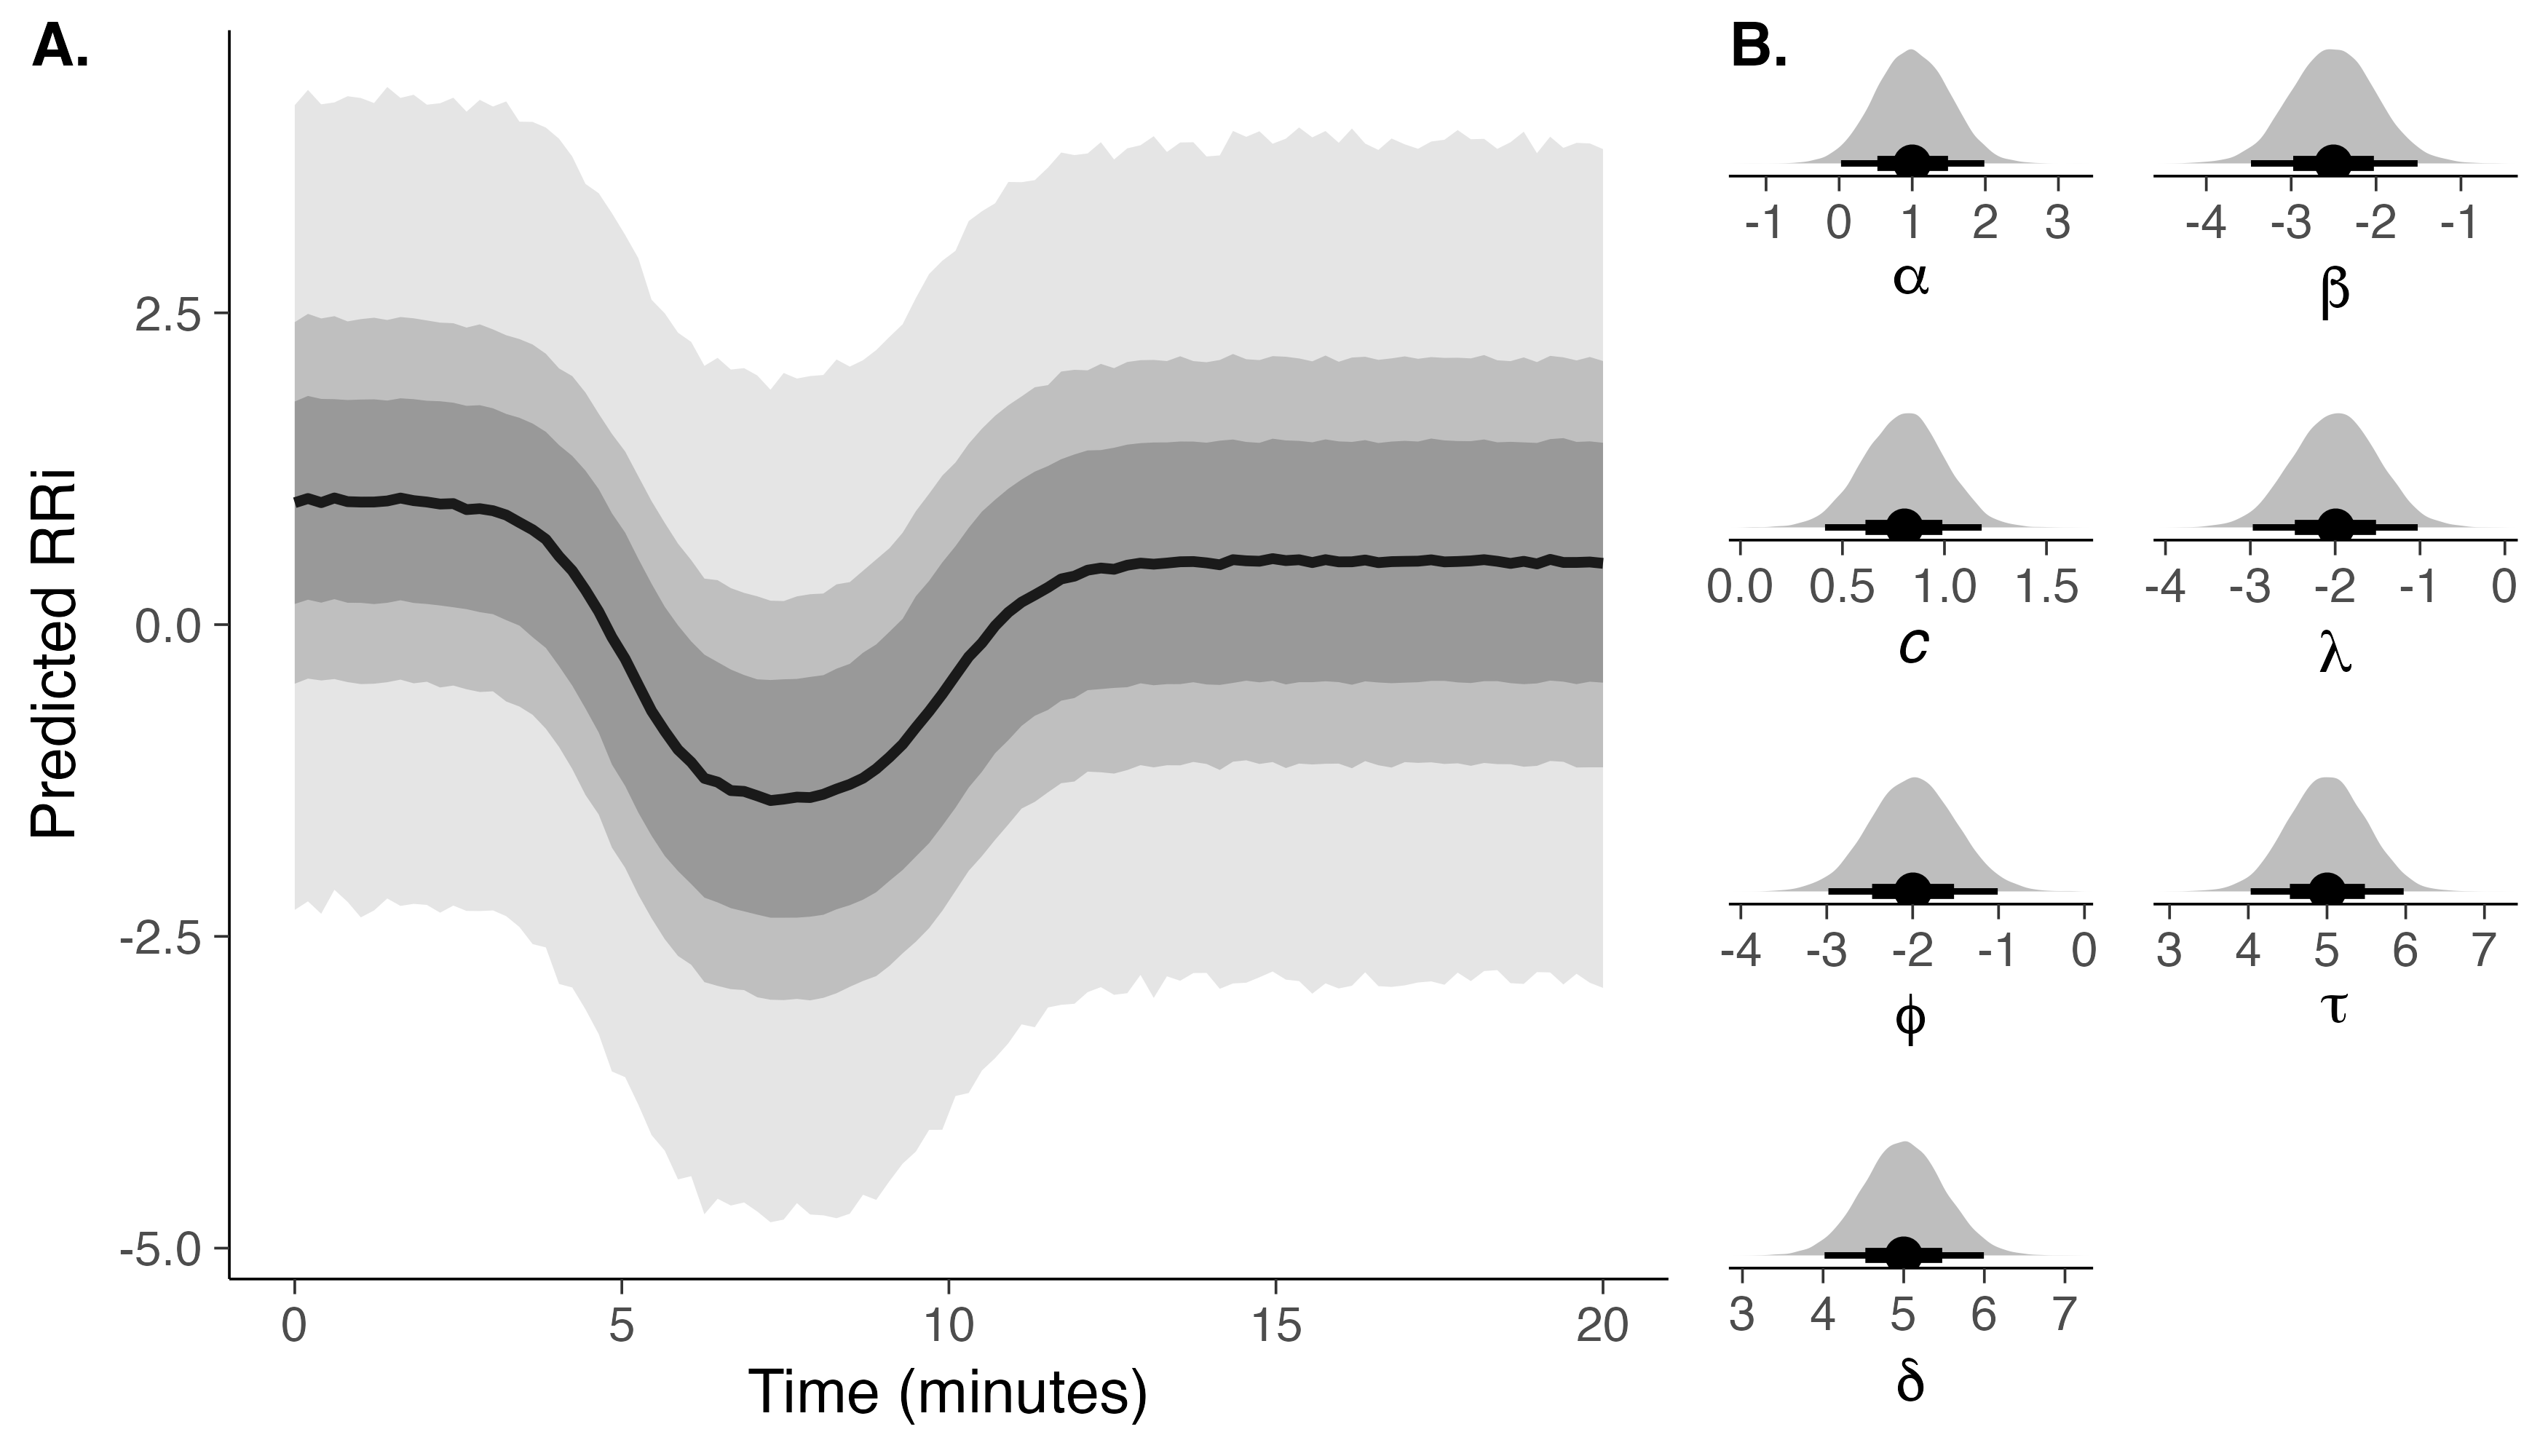 A.
Predicted RRi
2.5
0.0
-2.5
-5.0
0 5 10 15 20
Time (minutes)
B.
-1 0 1 2 3
α
-4 -3 -2 -1
β
0.0 0.5 1.0 1.5
c
-4 -3 -2 -1 0
λ
-4 -3 -2 -1 0
ϕ
3 4 5 6 7
τ
3 4 5 6 7
δ